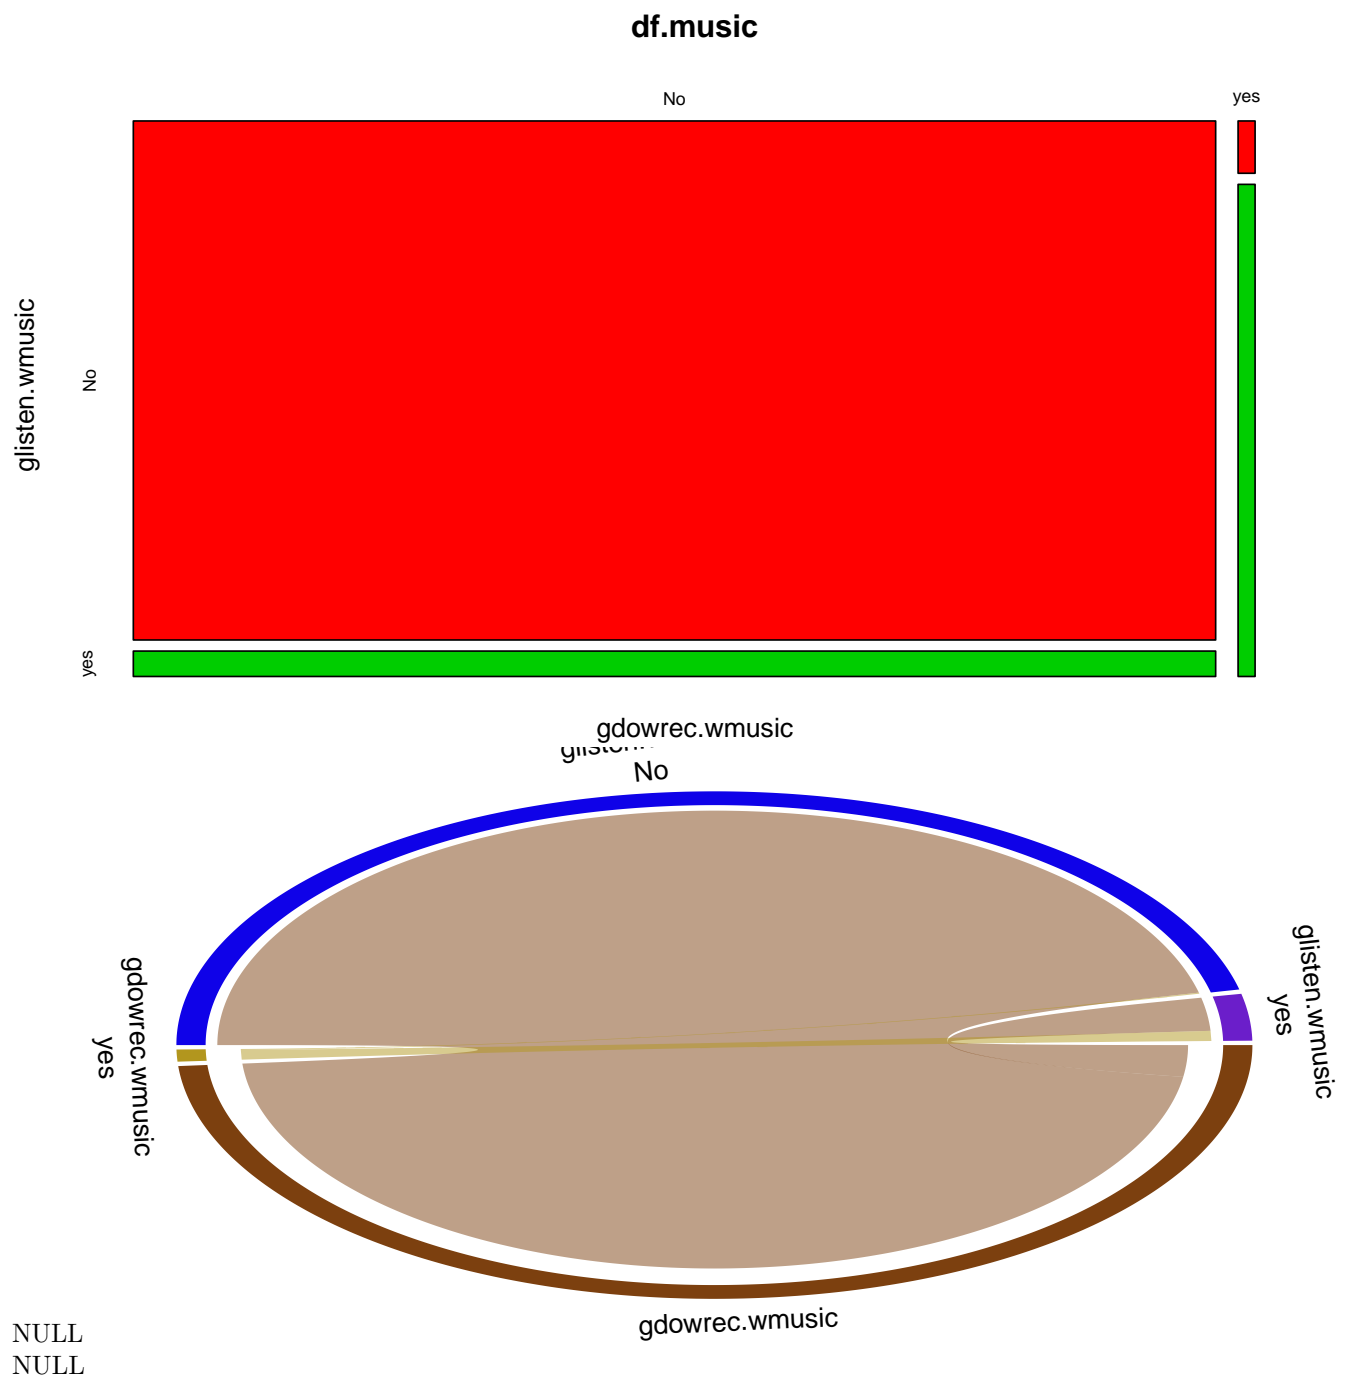 df.music
No
yes
glisten.wmusic
No
yes
gdowrec.wmusic
No
glisten.wmusic
yes
gdowrec.wmusic
yes
gdowrec.wmusic
NULL
NULL